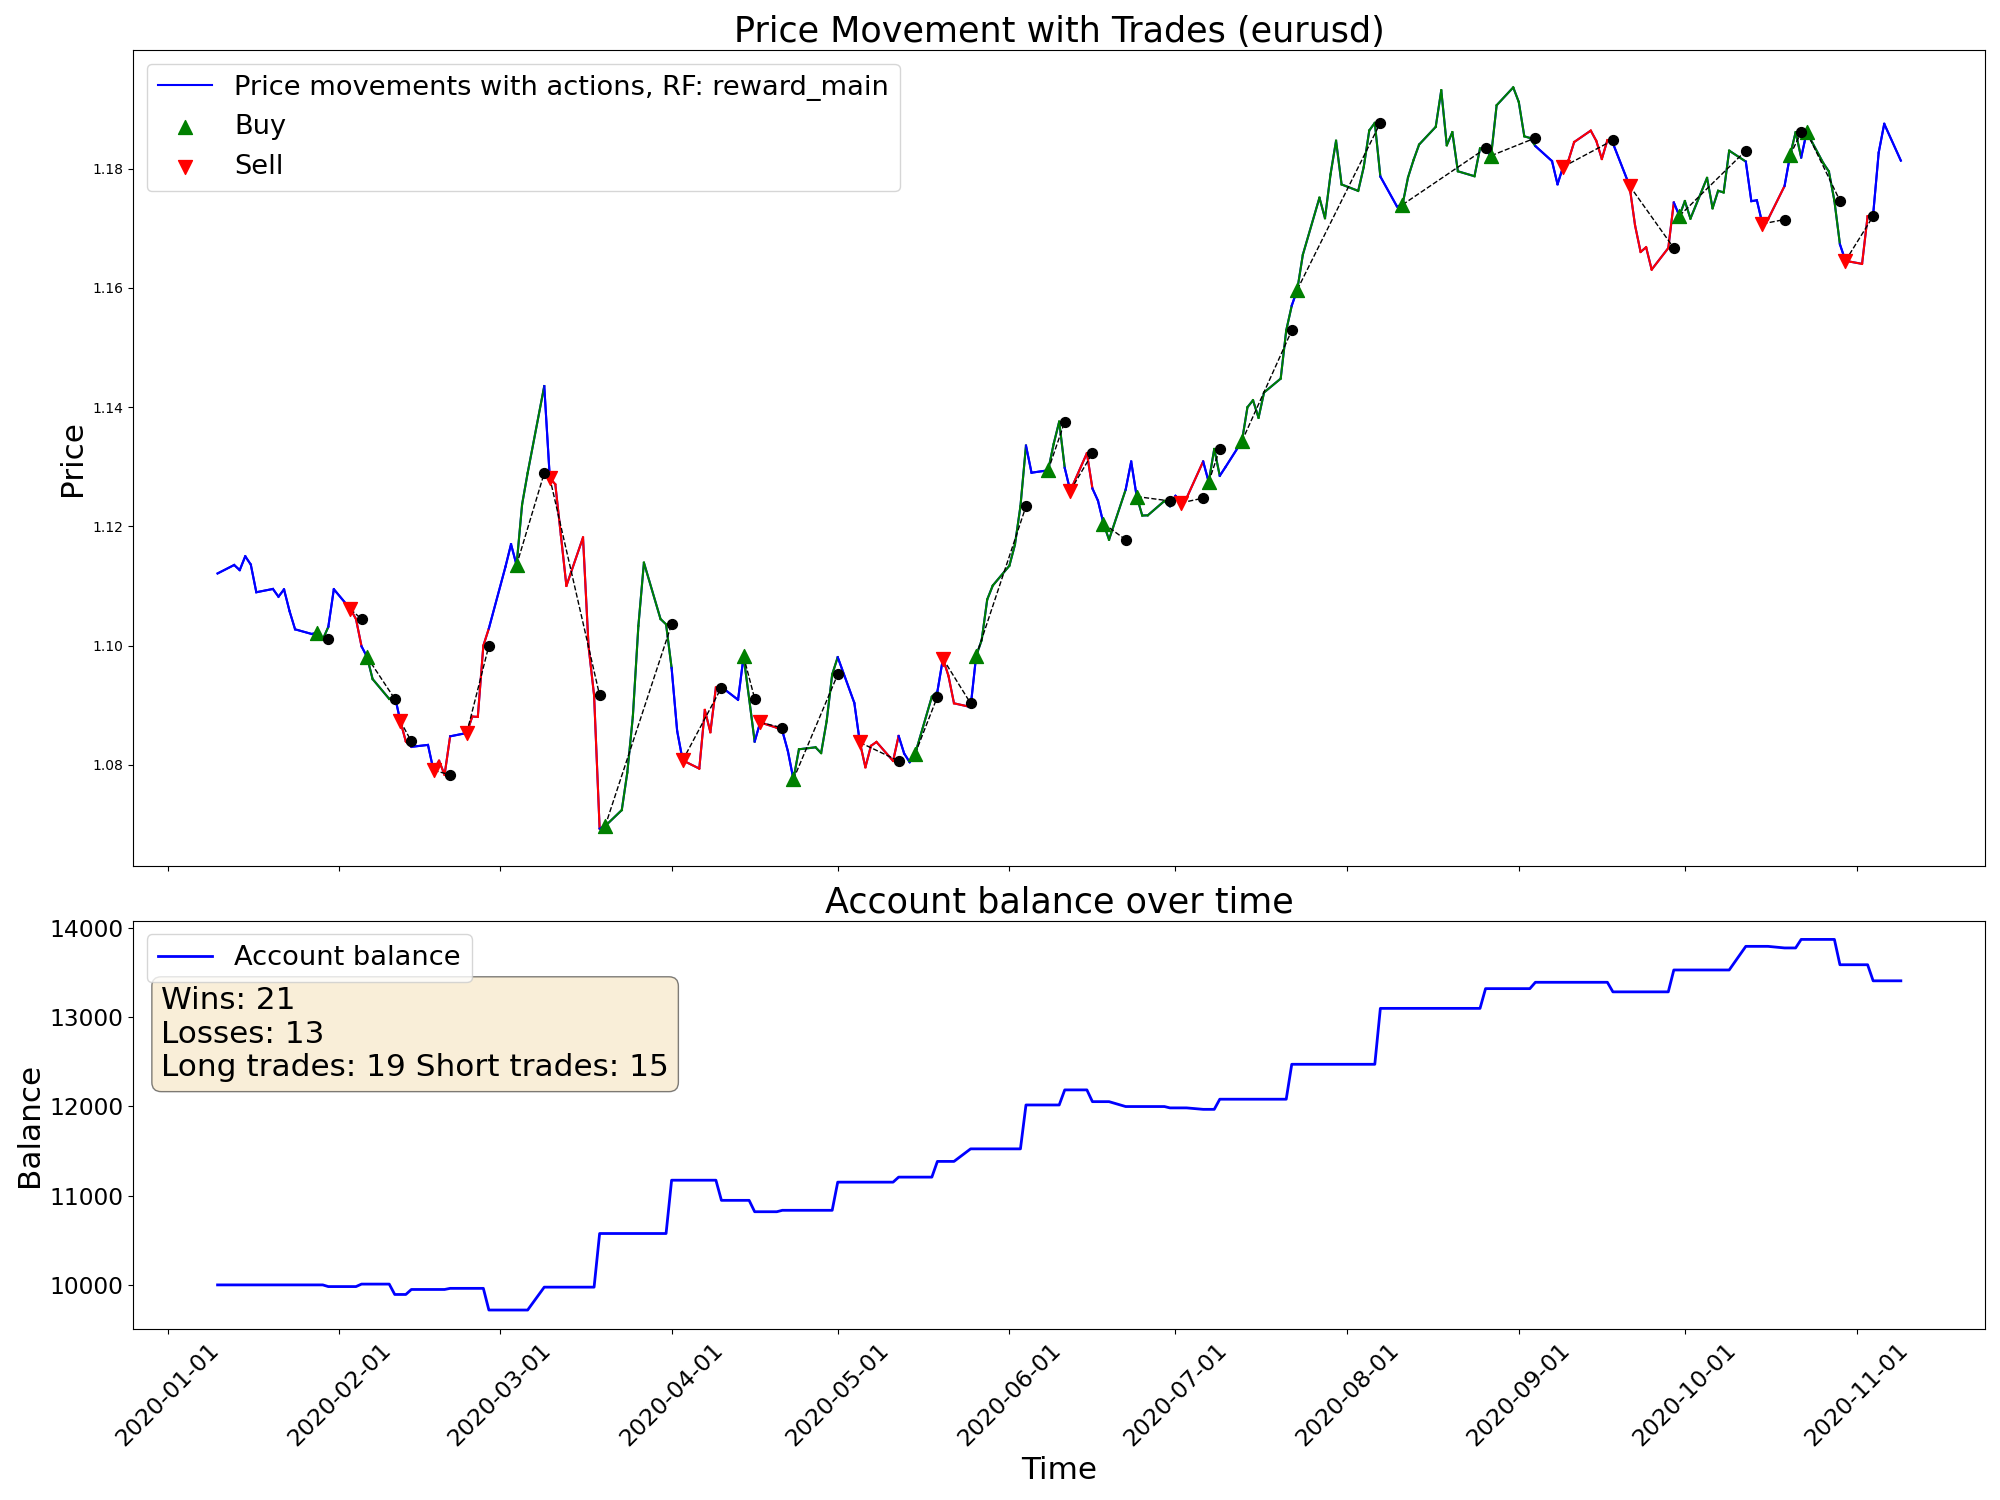 Price Movement with Trades (eurusd)
Price movements with actions, RF: reward_main
Buy
Sell
1.18
1.16
1.14
1.12
1.10
1.08
Price
Account balance over time
Account balance
Wins: 21
Losses: 13
Long trades: 19 Short trades: 15
14000
13000
12000
11000
10000
Balance
2020-01-01
2020-02-01
2020-03-01
2020-04-01
2020-05-01
2020-06-01
2020-07-01
2020-08-01
2020-09-01
2020-10-01
2020-11-01
Time